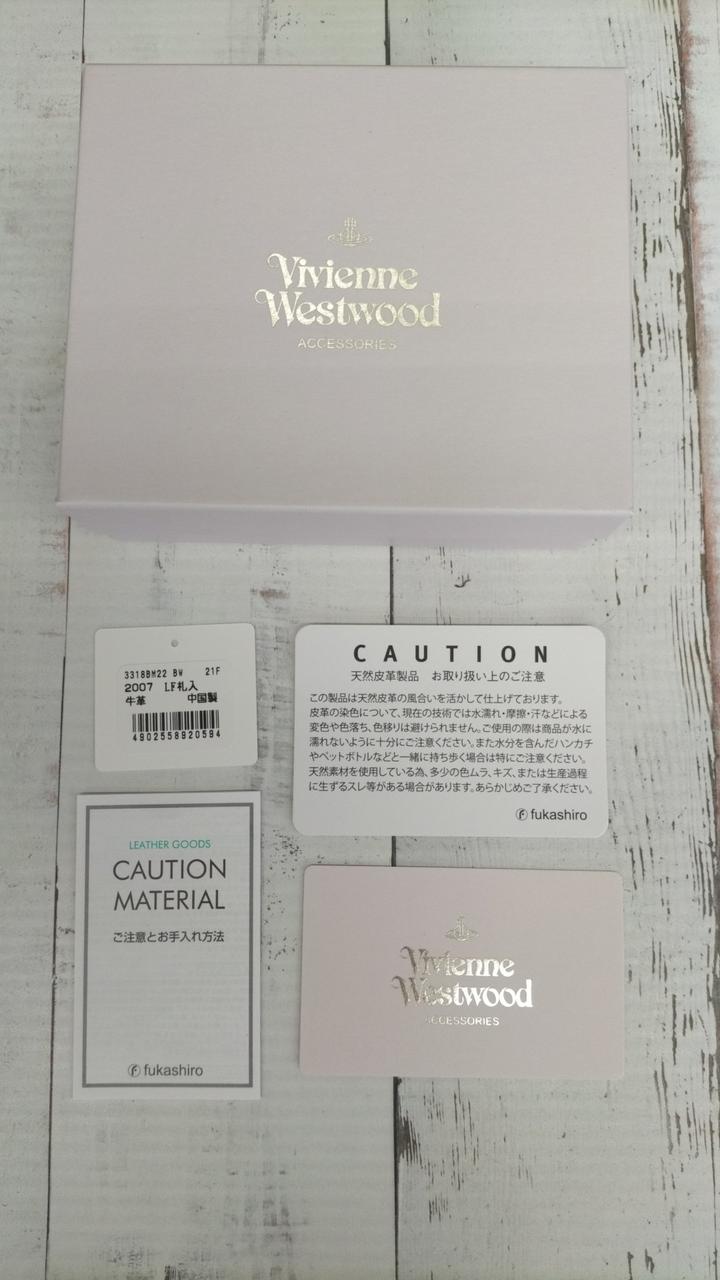 Vivienne
Westwood
ACCESSORIES
3318BM22 BW 21F
2007 LF札入
牛革 中国製
4902558920594
CAUTION
天然皮革製品 お取り扱い上のご注意
この製品は天然皮革の風合いを活かして仕上げております。
皮革の染色について、現在の技術では水濡れ・摩擦・汗などによる
変色や色落ち、色移りは避けられません。ご使用の際は商品が水に
濡れないように十分にご注意ください。また水分を含んだハンカチ
やペットボトルなどと一緒に持ち歩く場合は特にご注意ください。
天然素材を使用している為、多少の色ムラ、キズ、または生産過程
に生ずるスレ等がある場合があります。あらかじめご了承ください。
fukashiro
LEATHER GOODS
CAUTION
MATERIAL
ご注意とお手入れ方法
fukashiro
Vivienne
Westwood
ACCESSORIES